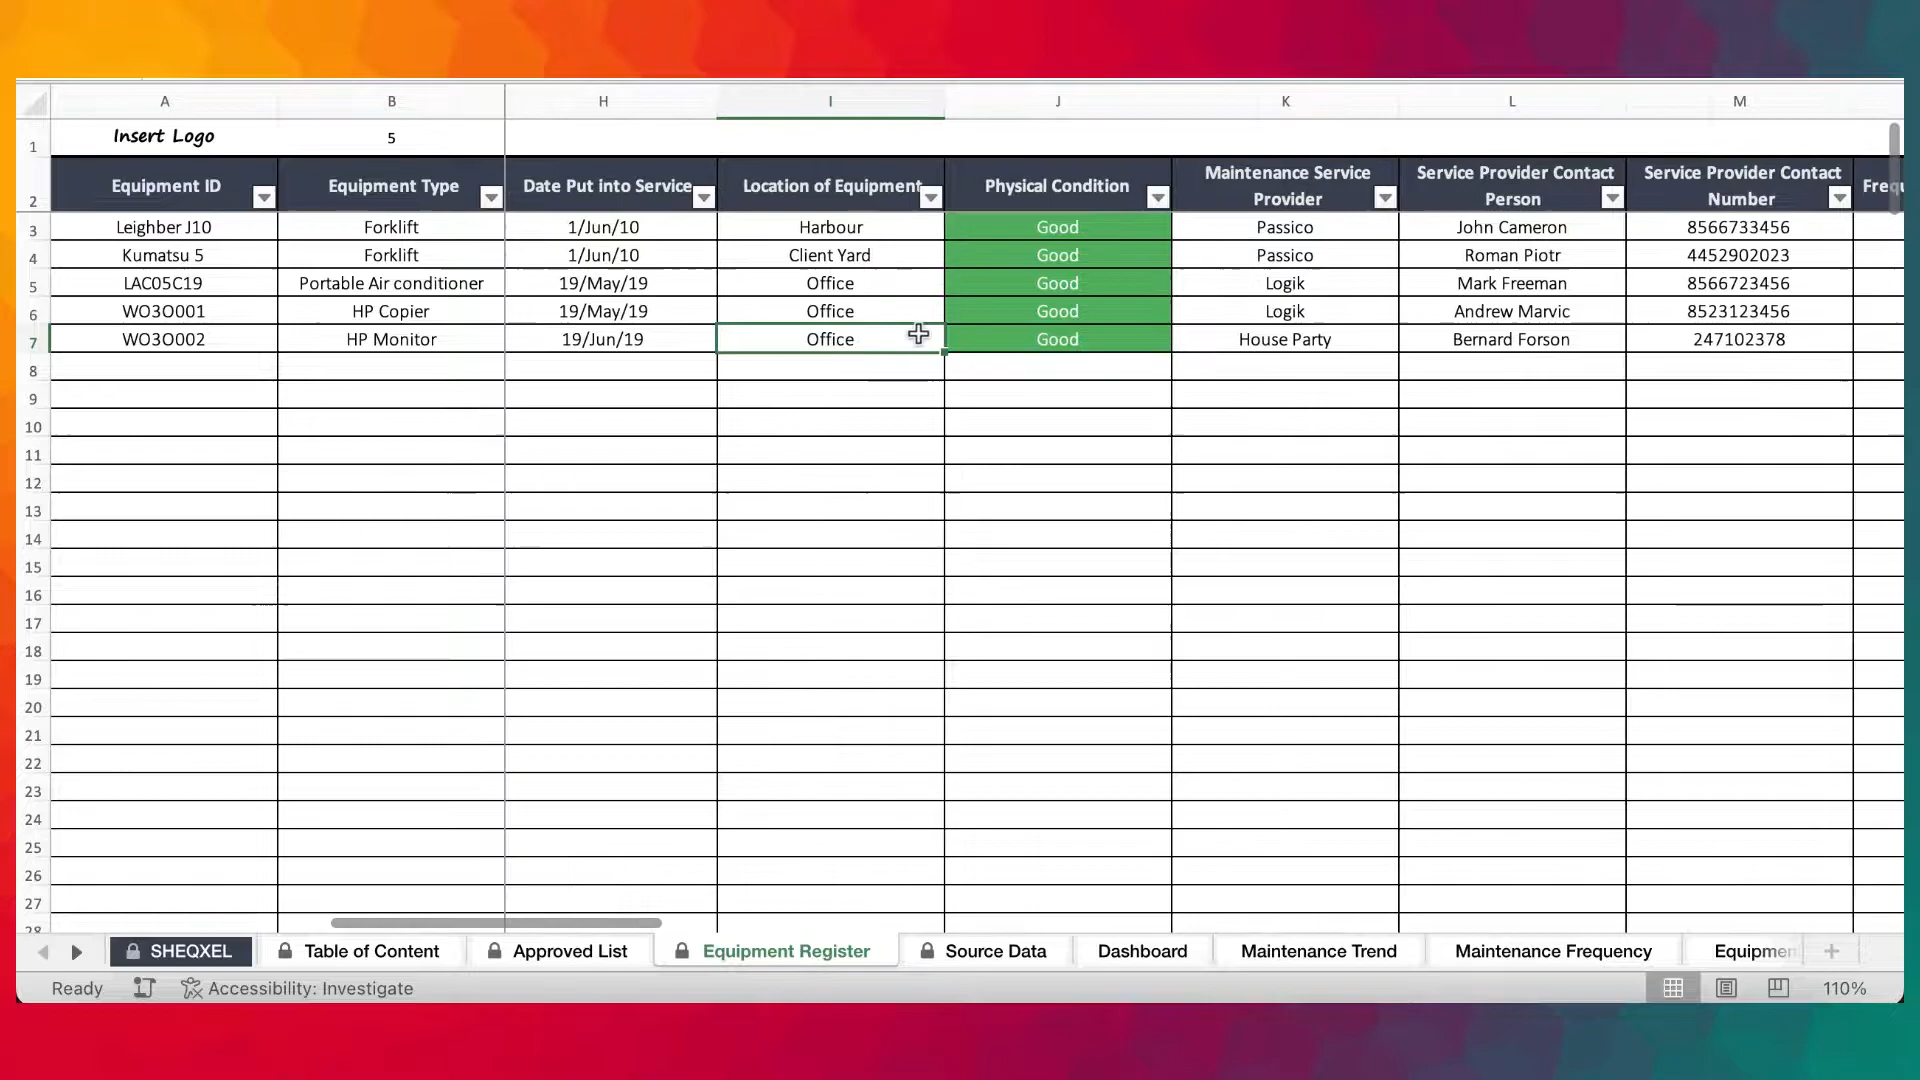 A B H I J K L M
1 Insert Logo 5
2 Equipment ID Equipment Type Date Put into Service Location of Equipment Physical Condition Maintenance Service Provider Service Provider Contact Person Service Provider Contact Number
3 Leighber J10 Forklift 1/Jun/10 Harbour Good Passico John Cameron 8566733456
4 Kumatsu 5 Forklift 1/Jun/10 Client Yard Good Passico Roman Piotr 4452902023
5 LAC05C19 Portable Air conditioner 19/May/19 Office Good Logik Mark Freeman 8566723456
6 WO3O001 HP Copier 19/May/19 Office Good Logik Andrew Marvic 8523123456
7 WO3O002 HP Monitor 19/Jun/19 Office Good House Party Bernard Forson 247102378
8
9
10
11
12
13
14
15
16
17
18
19
20
21
22
23
24
25
26
27
28
SHEQXEL Table of Content Approved List Equipment Register Source Data Dashboard Maintenance Trend Maintenance Frequency Equipmen
Ready Accessibility: Investigate 110%